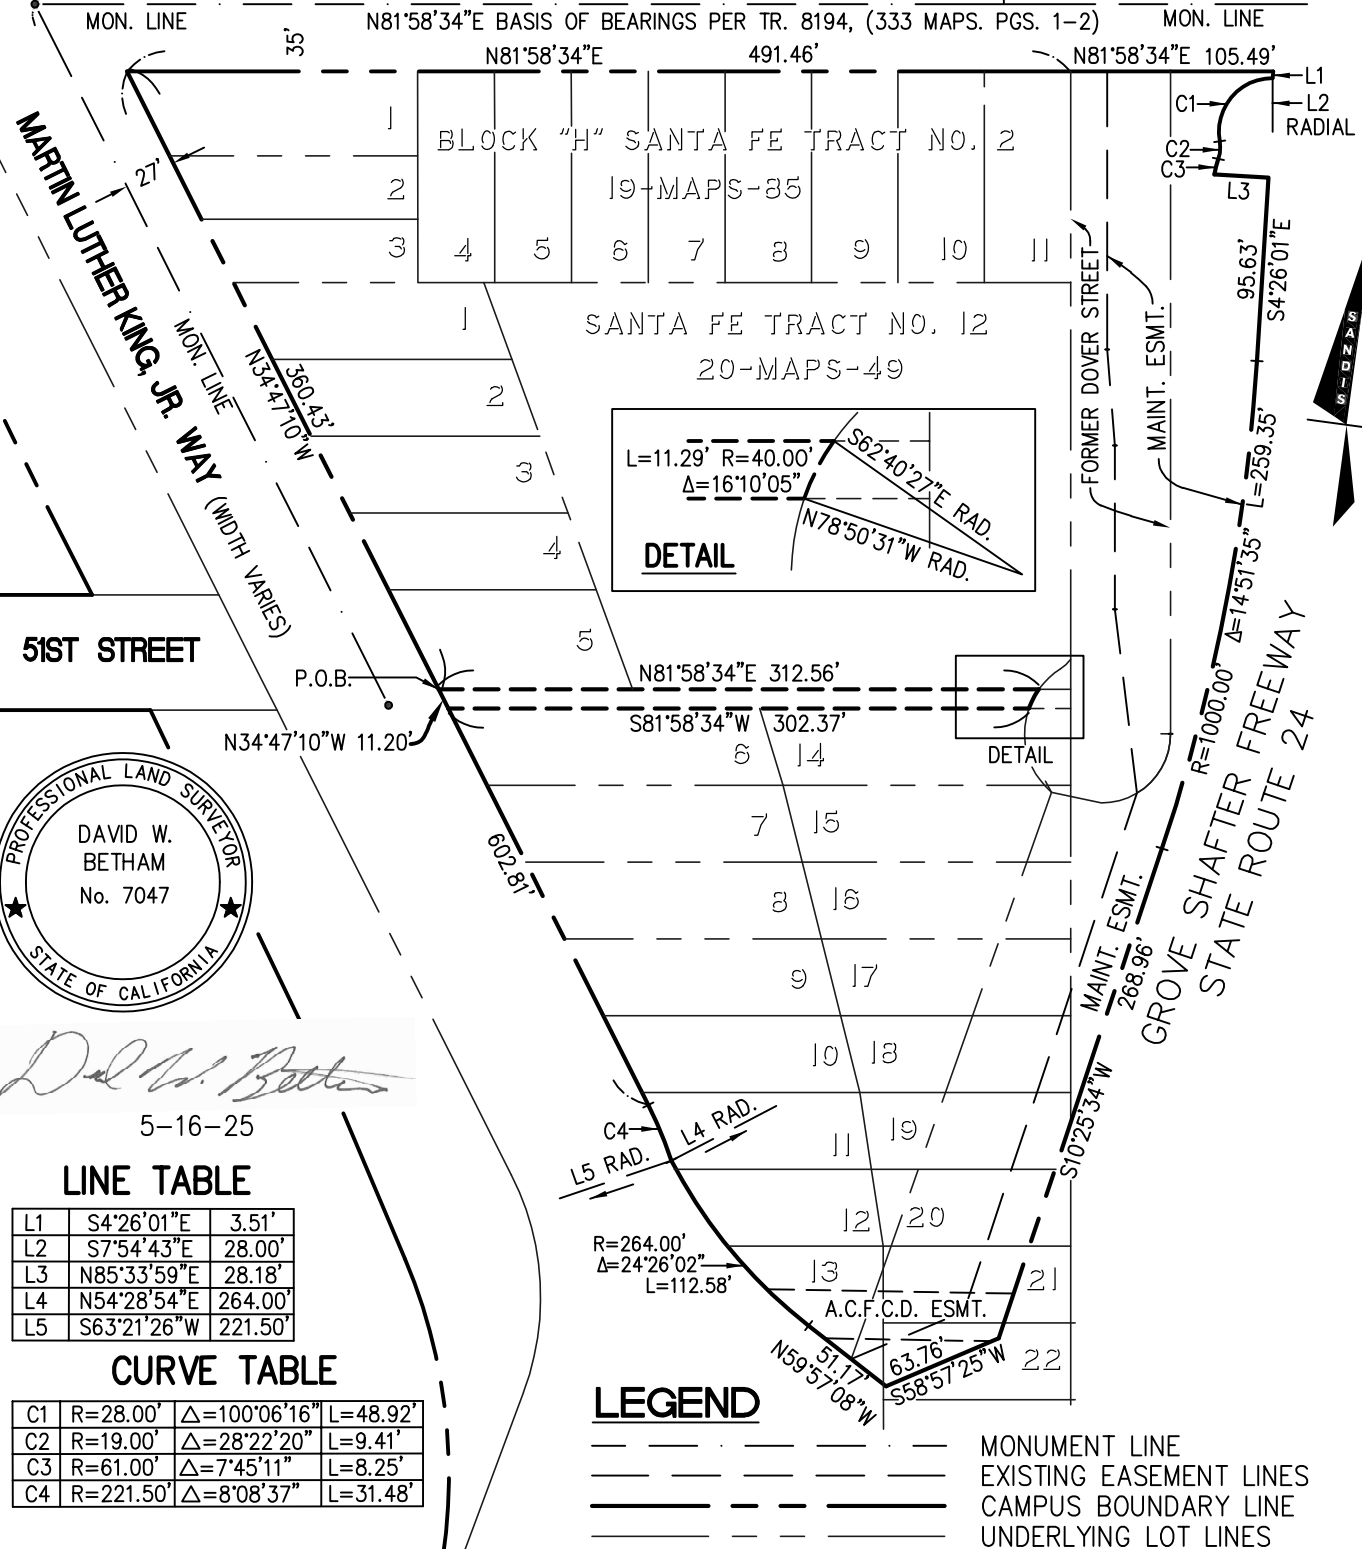 MON. LINE
N81°58'34"E BASIS OF BEARINGS PER TR. 8194, (333 MAPS. PGS. 1-2)
MON. LINE
35'
N81°58'34"E
491.46'
N81°58'34"E 105.49'
L1
C1
L2
RADIAL
C2
C3
L3
MARTIN LUTHER KING, JR. WAY (WIDTH VARIES)
27'
MON. LINE
1
2
3
BLOCK "H" SANTA FE TRACT NO. 2
19-MAPS-85
4 5 6 7 8 9 10 11
95.63'
S4°26'01"E
SANDIS
FORMER DOVER STREET
MAINT. ESMT.
360.43'
N34°47'10"W
1
2
3
4
5
SANTA FE TRACT NO. 12
20-MAPS-49
L=11.29' R=40.00'
Δ=16°10'05"
S62°40'27"E RAD.
N78°50'31"W RAD.
DETAIL
R=1000.00' Δ=14°51'35" L=259.35'
51ST STREET
P.O.B.
N81°58'34"E 312.56'
S81°58'34"W 302.37'
N34°47'10"W 11.20'
DETAIL
GROVE SHAFTER FREEWAY
STATE ROUTE 24
6 14
7 15
8 16
9 17
10 18
11 19
12 20
13
21
22
602.81'
PROFESSIONAL LAND SURVEYOR
DAVID W.
BETHAM
No. 7047
STATE OF CALIFORNIA
5-16-25
MAINT. ESMT.
268.96'
S10°25'34"W
C4
L4 RAD.
L5 RAD.
R=264.00'
Δ=24°26'02"
L=112.58'
A.C.F.C.D. ESMT.
51.17'
N59°57'08"W
63.76'
S58°57'25"W
LINE TABLE
L1 S4°26'01"E 3.51'
L2 S7°54'43"E 28.00'
L3 N85°33'59"E 28.18'
L4 N54°28'54"E 264.00'
L5 S63°21'26"W 221.50'
CURVE TABLE
C1 R=28.00' △=100°06'16" L=48.92'
C2 R=19.00' △=28°22'20" L=9.41'
C3 R=61.00' △=7°45'11" L=8.25'
C4 R=221.50' △=8°08'37" L=31.48'
LEGEND
MONUMENT LINE
EXISTING EASEMENT LINES
CAMPUS BOUNDARY LINE
UNDERLYING LOT LINES